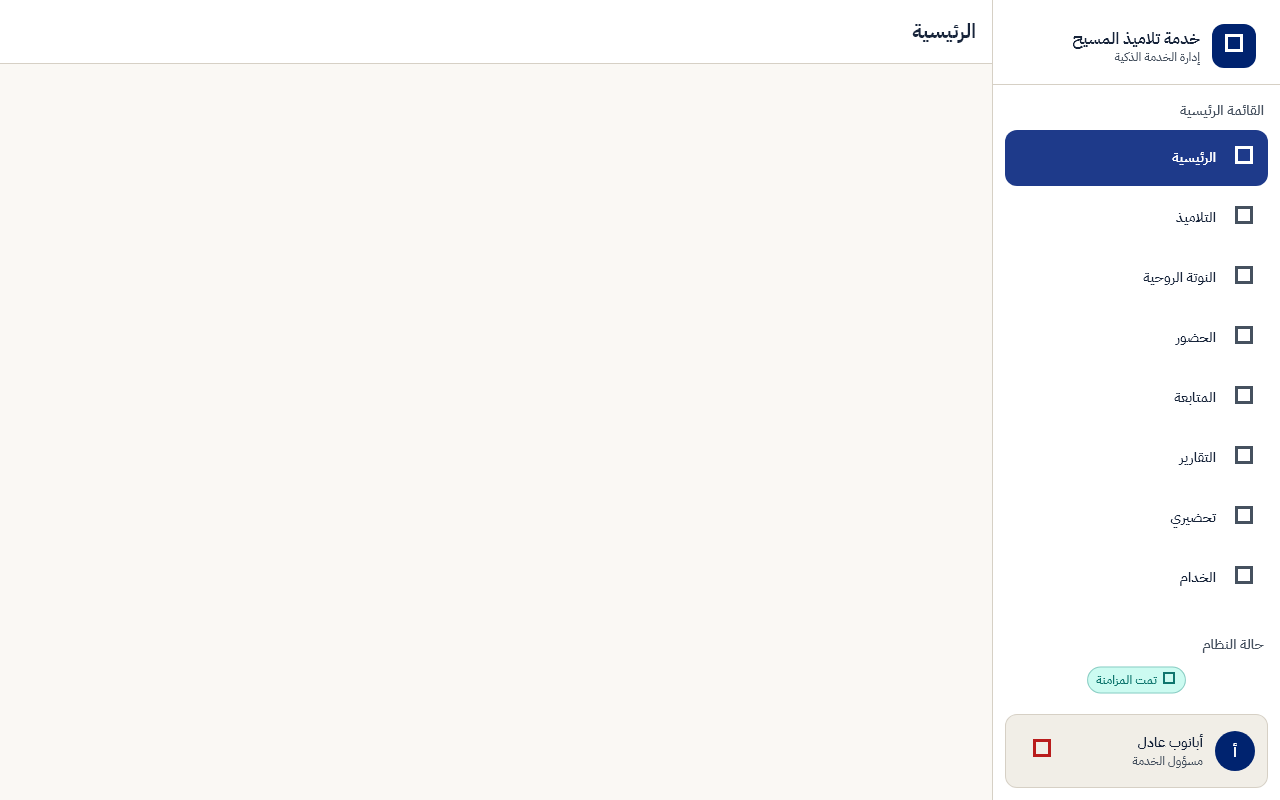 خدمة تلاميذ المسيح
إدارة الخدمة الذكية
الرئيسية
القائمة الرئيسية
الرئيسية
التلاميذ
النوتة الروحية
الحضور
المتابعة
التقارير
تحضيري
الخدام
حالة النظام
تمت المزامنة
أ
أبانوب عادل
مسؤول الخدمة